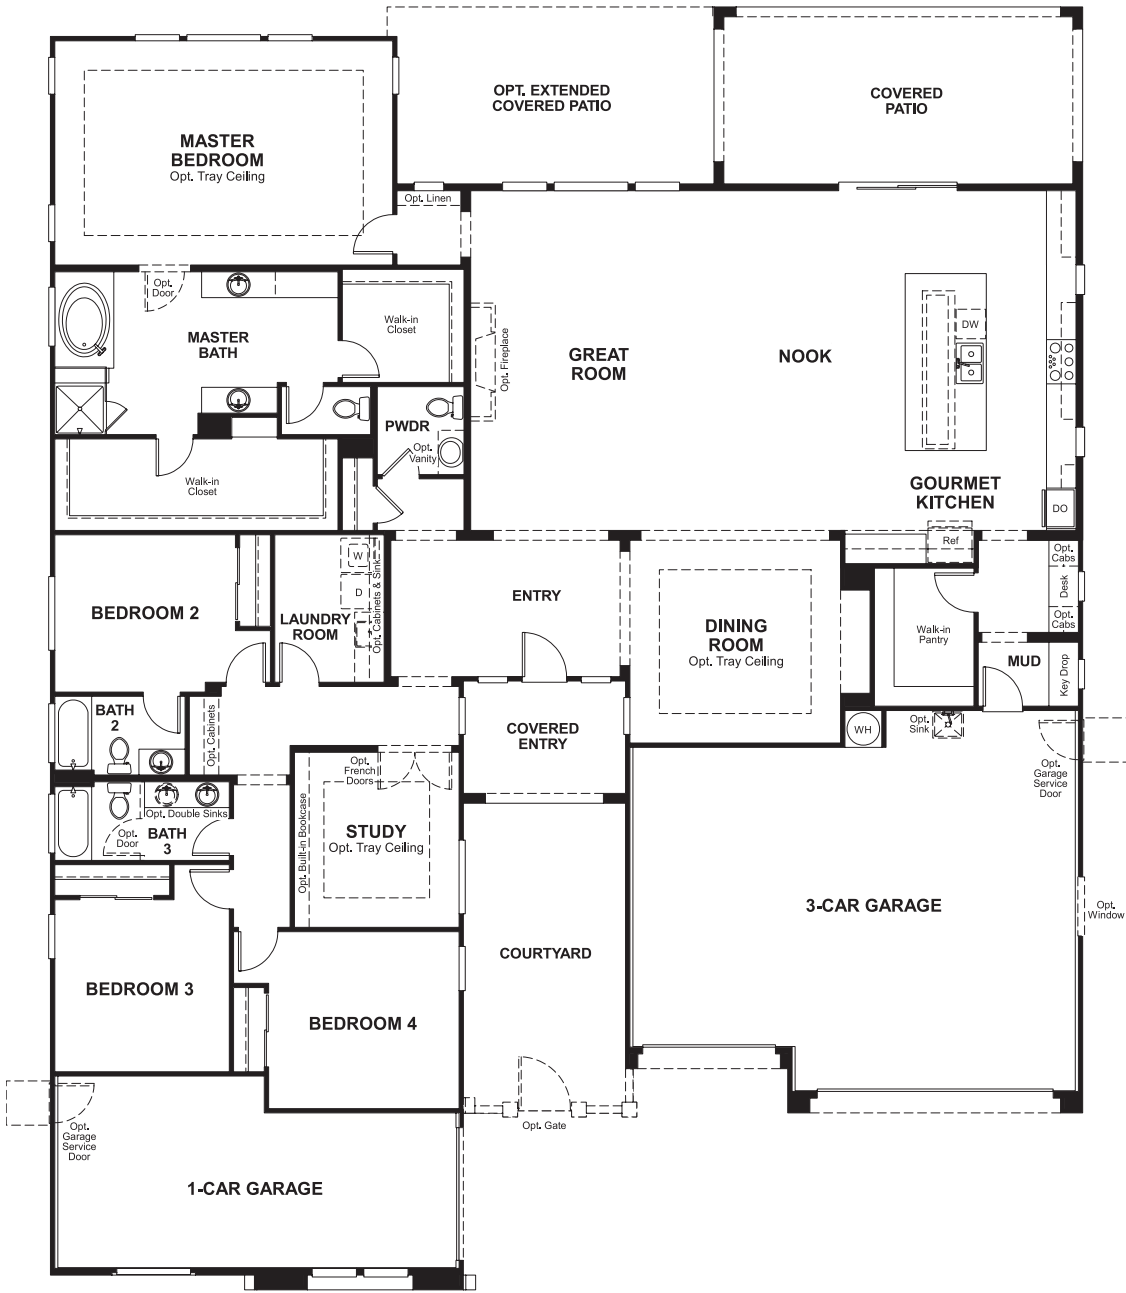 OPT. EXTENDED
COVERED PATIO
COVERED
PATIO
MASTER
BEDROOM
Opt. Tray Ceiling
Opt. Linen
Opt.
Door
MASTER
BATH
Walk-in
Closet
Opt. Fireplace
GREAT
ROOM
NOOK
DW
PWDR
Opt.
Vanity
Walk-in
Closet
GOURMET
KITCHEN
DO
Ref
Opt.
Cabs
Desk
Opt.
Cabs
W
D
Opt. Cabinets & Sink
LAUNDRY
ROOM
BEDROOM 2
ENTRY
DINING
ROOM
Opt. Tray Ceiling
Walk-in
Pantry
MUD
Key Drop
BATH
2
Opt. Cabinets
COVERED
ENTRY
WH
Opt.
Sink
Opt.
French
Doors
Opt.
Garage
Service
Door
Opt. Double Sinks
Opt.
Door
BATH
3
Opt. Built-in Bookcase
STUDY
Opt. Tray Ceiling
3-CAR GARAGE
Opt.
Window
COURTYARD
BEDROOM 3
BEDROOM 4
Opt. Gate
Opt.
Garage
Service
Door
1-CAR GARAGE